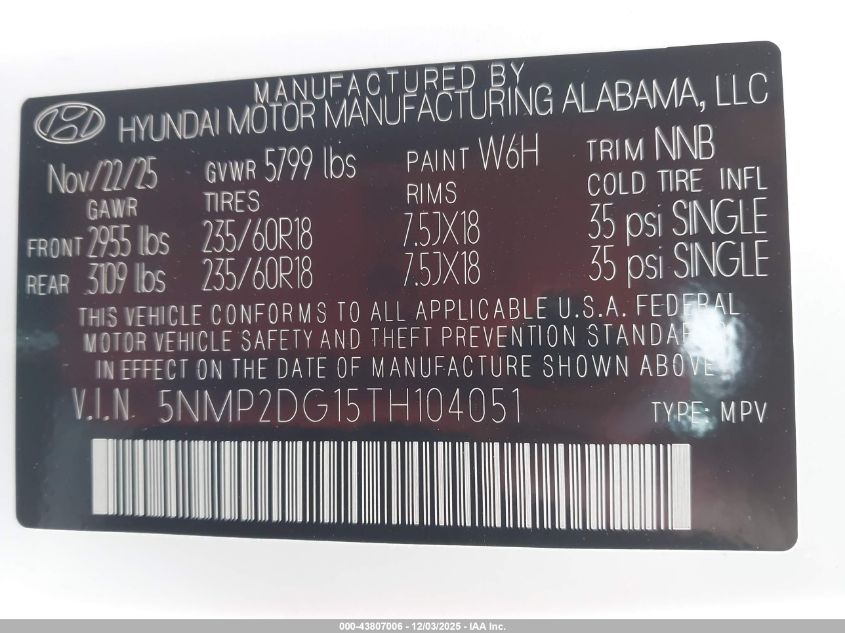 MANUFACTURED BY
HYUNDAI MOTOR MANUFACTURING ALABAMA, LLC
Nov/22/25 GVWR 5799 lbs PAINT W6H TRIM NNB
GAWR TIRES RIMS COLD TIRE INFL
FRONT 2955 lbs 235/60R18 7.5JX18 35 psi SINGLE
REAR 3109 lbs 235/60R18 7.5JX18 35 psi SINGLE
THIS VEHICLE CONFORMS TO ALL APPLICABLE U.S.A. FEDERAL
MOTOR VEHICLE SAFETY AND THEFT PREVENTION STANDARDS
IN EFFECT ON THE DATE OF MANUFACTURE SHOWN ABOVE
V.I.N. 5NMP2DG15TH104051 TYPE: MPV
000-43807006 - 12/03/2025 - IAA Inc.